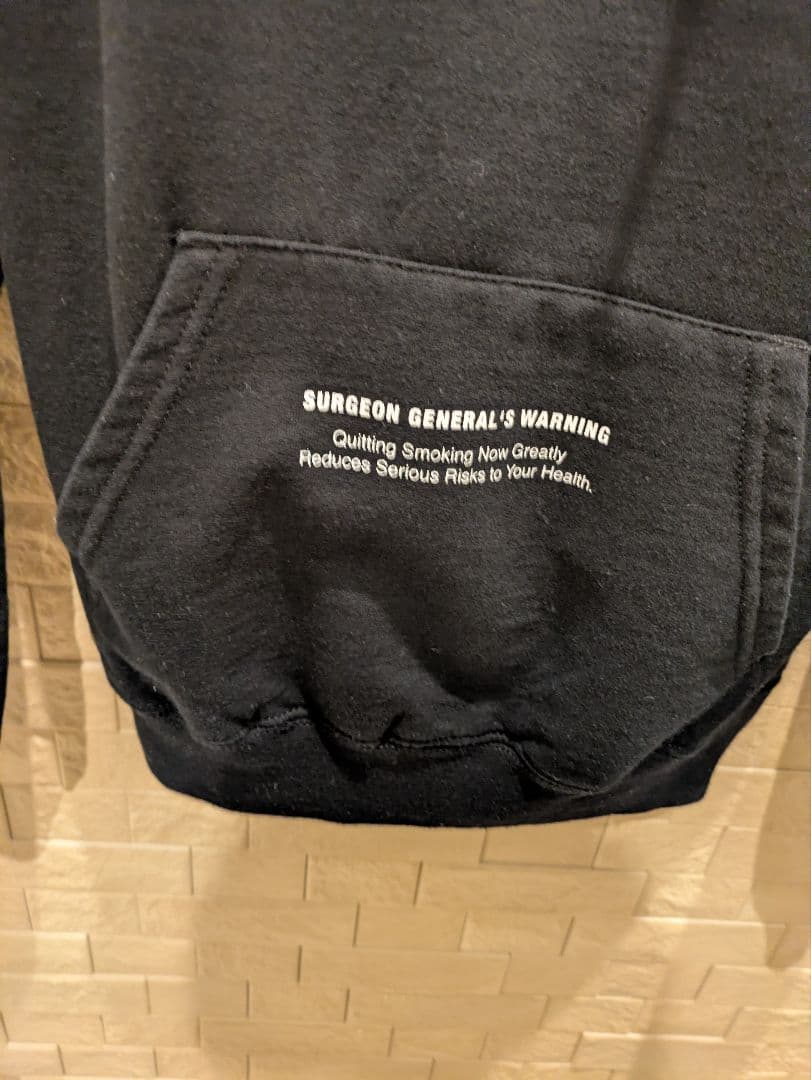 SURGEON GENERAL'S WARNING
Quitting Smoking Now Greatly
Reduces Serious Risks to Your Health.